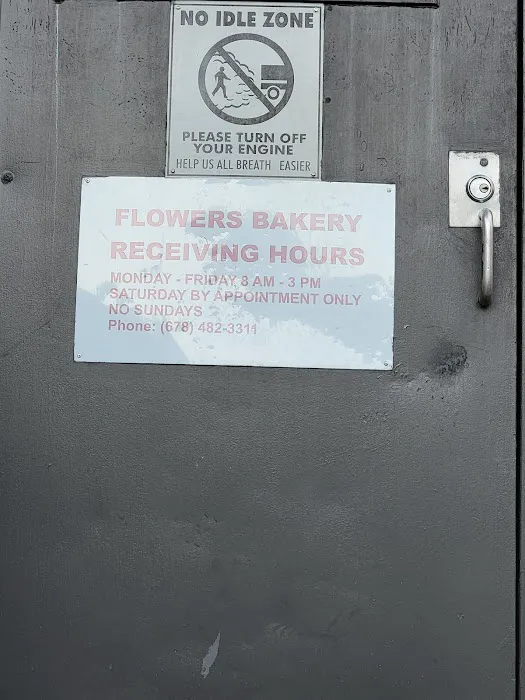 NO IDLE ZONE
PLEASE TURN OFF
YOUR ENGINE
HELP US ALL BREATH EASIER
FLOWERS BAKERY
RECEIVING HOURS
MONDAY - FRIDAY 8 AM - 3 PM
SATURDAY BY APPOINTMENT ONLY
NO SUNDAYS
Phone: (678) 482-3311